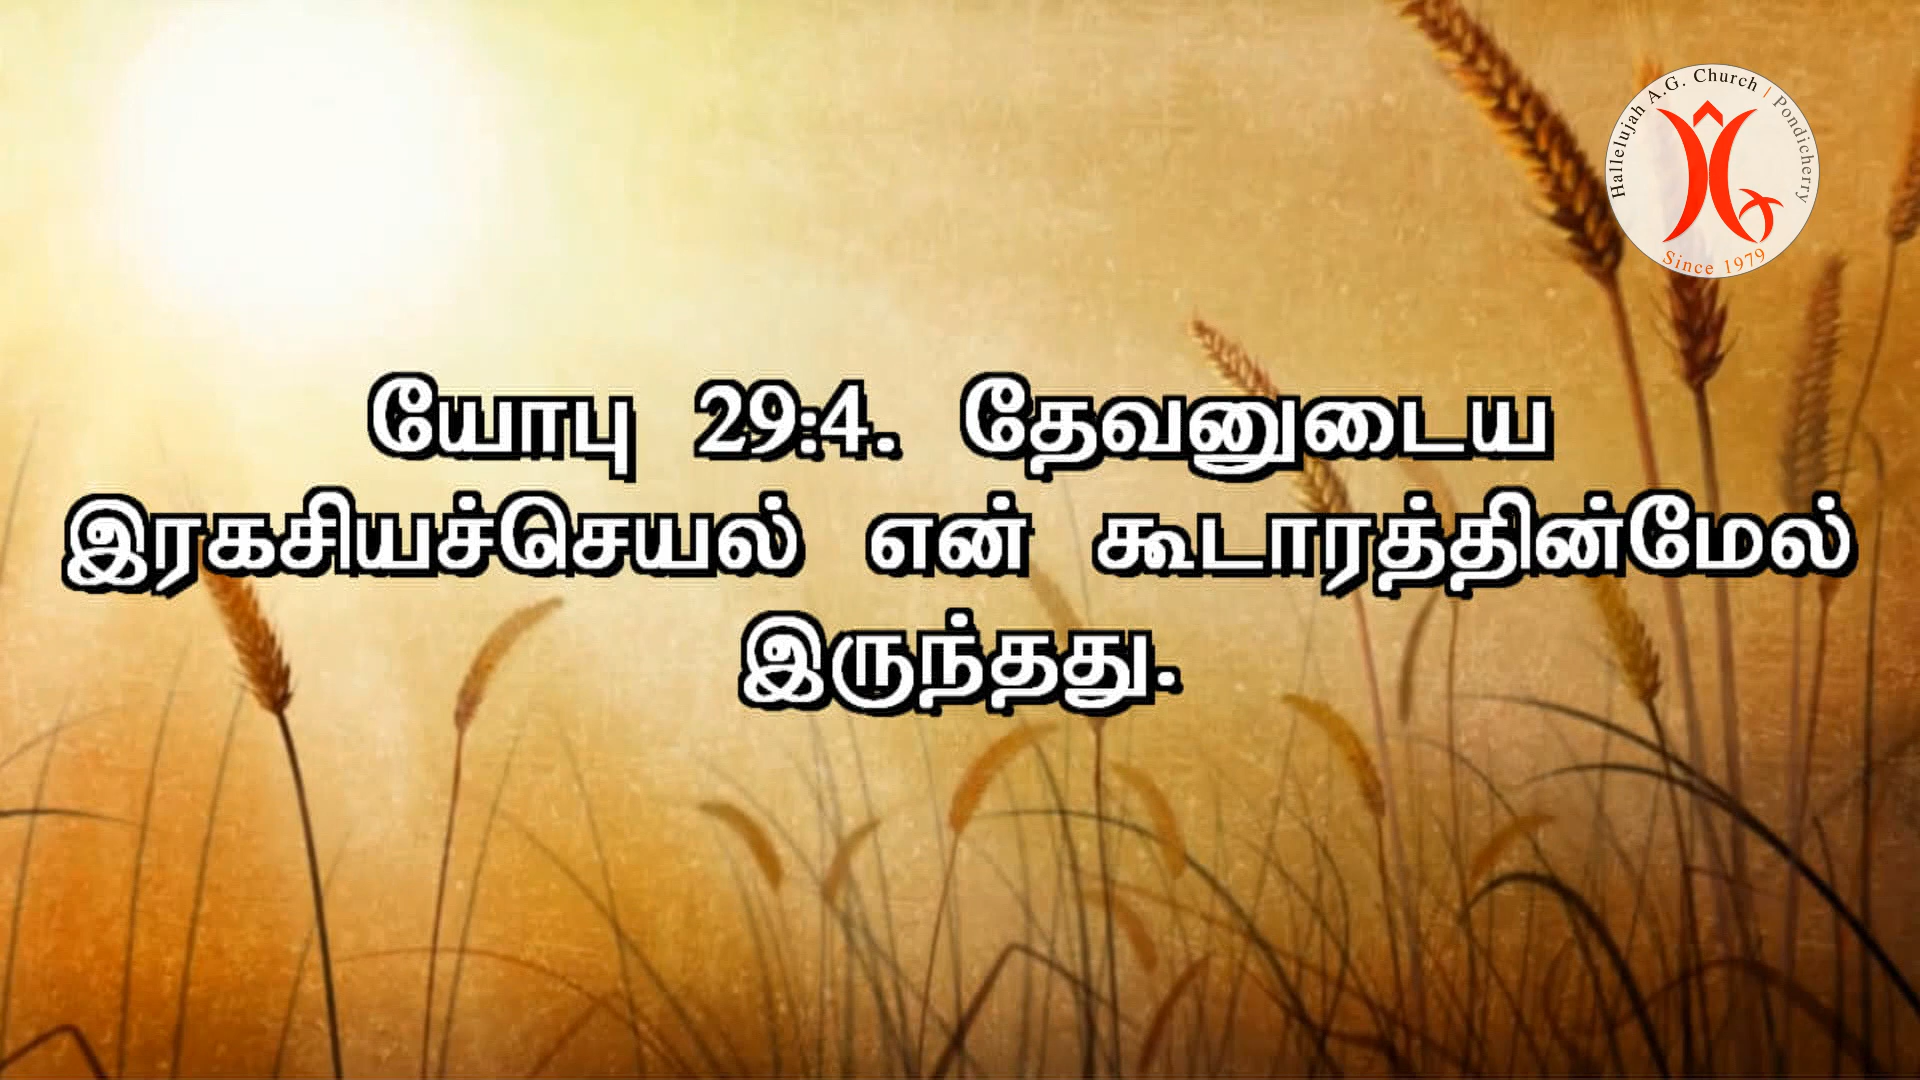 Hallelujah A.G. Church | Pondicherry
Since 1979
யோபு 29:4. தேவனுடைய
இரகசியச்செயல் என் கூடாரத்தின்மேல்
இருந்தது.